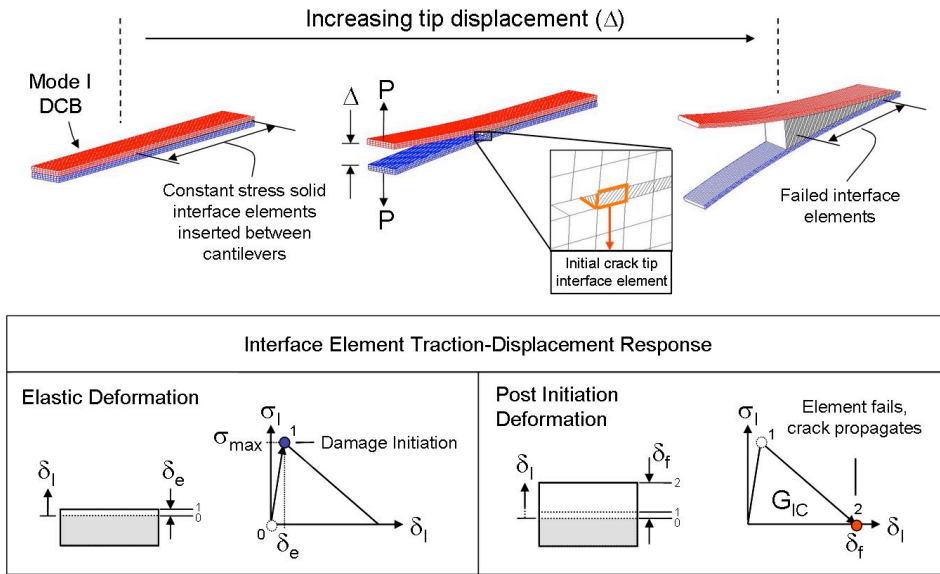 Increasing tip displacement (Δ)
Mode I
DCB
Δ
P
P
Constant stress solid
interface elements
inserted between
cantilevers
Initial crack tip
interface element
Failed interface
elements
Interface Element Traction-Displacement Response
Elastic Deformation
δI
δe
1
0
σI
σmax
1
Damage Initiation
0
δe
δI
Post Initiation
Deformation
δI
δf
2
1
0
σI
1
Element fails,
crack propagates
GIC
2
δf
δI